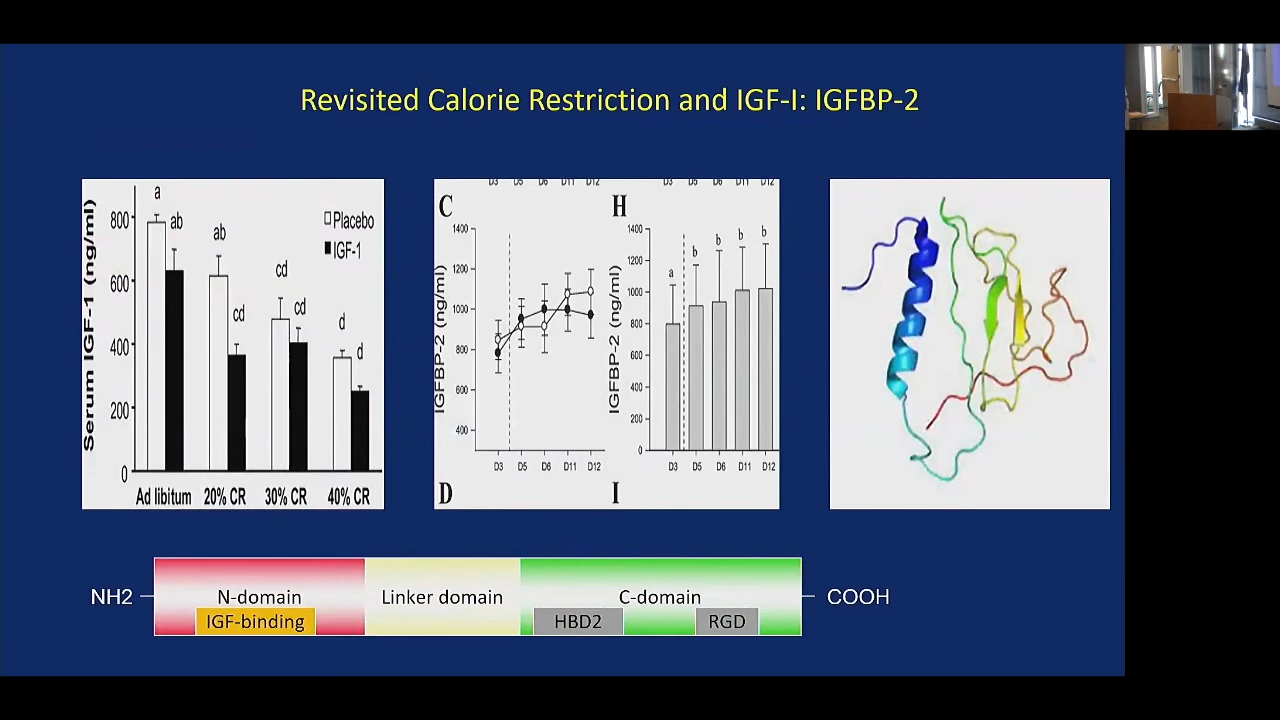 Revisited Calorie Restriction and IGF-I: IGFBP-2
Serum IGF-1 (ng/ml)
800
600
400
200
0
a
ab
ab
cd
cd
cd
d
d
Placebo
IGF-1
Ad libitum 20% CR 30% CR 40% CR
D3 D5 D6 D11 D12
C
IGFBP-2 (ng/ml)
1400
1200
1000
800
600
400
D3 D5 D6 D11 D12
D
D3 D5 D6 D11 D12
H
IGFBP-2 (ng/ml)
1400
1200
1000
800
600
400
200
0
a
b
b
b
b
D3 D5 D6 D11 D12
I
NH2
N-domain
IGF-binding
Linker domain
C-domain
HBD2
RGD
COOH